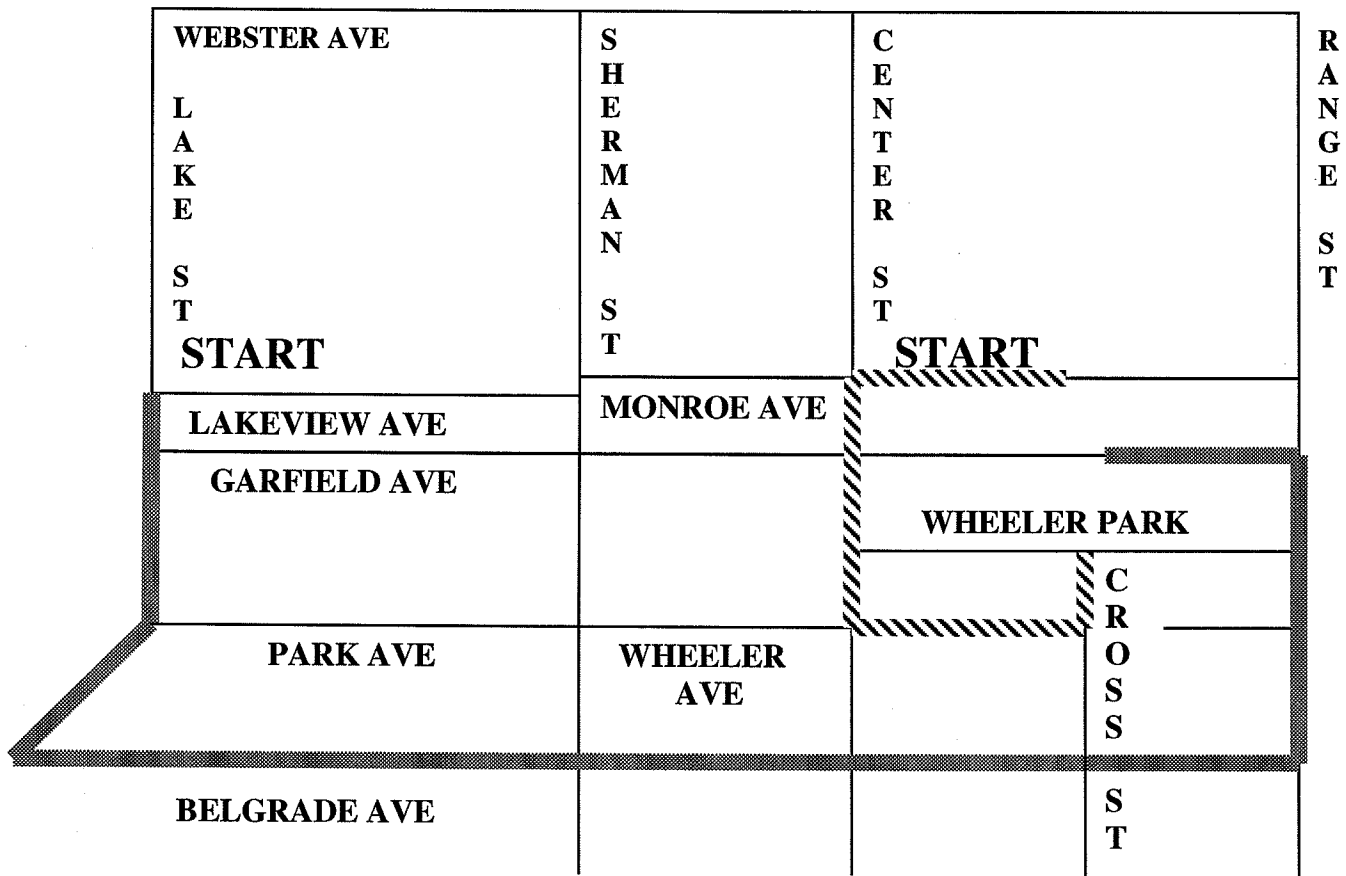 WEBSTER AVE
LAKE ST
SHERMAN ST
CENTER ST
RANGE ST
START
START
LAKEVIEW AVE
MONROE AVE
GARFIELD AVE
WHEELER PARK
CROSS ST
PARK AVE
WHEELER
AVE
BELGRADE AVE